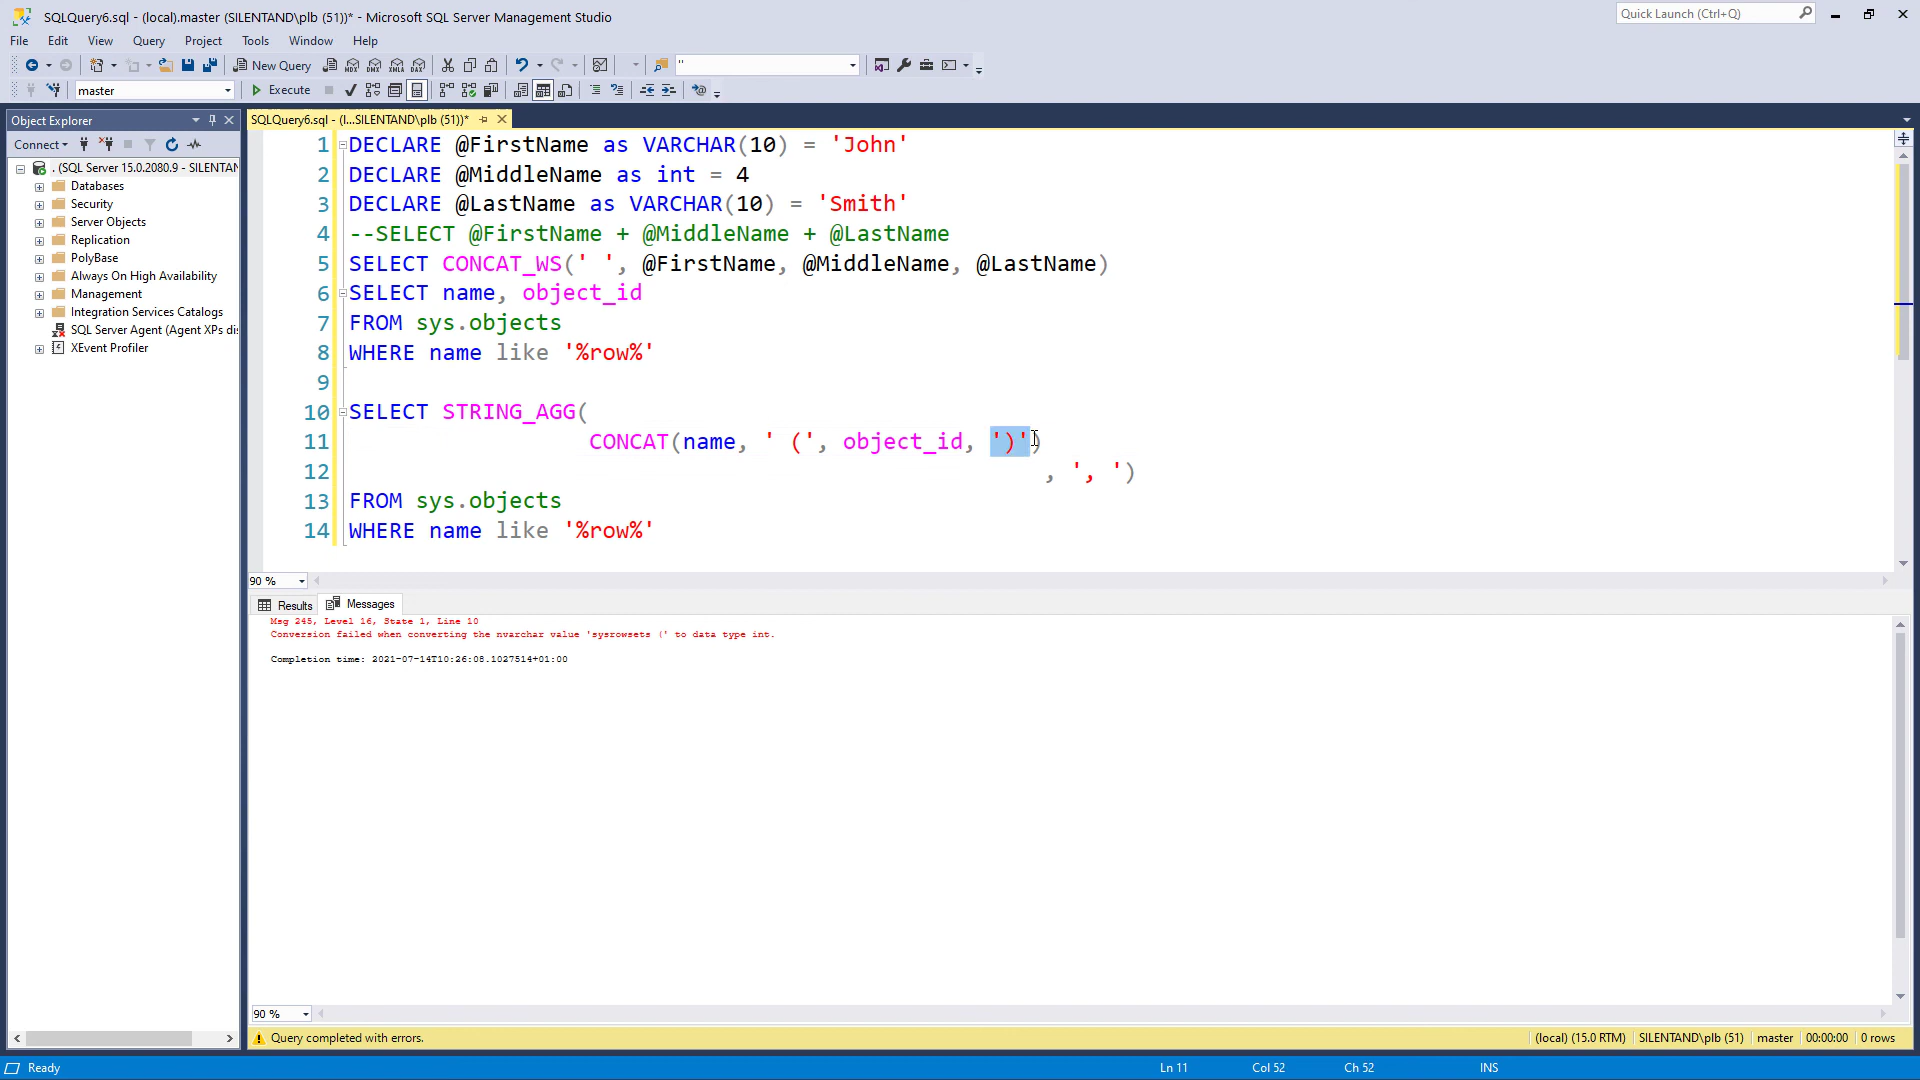 SQLQuery6.sql - (local).master (SILENTAND\plb (51))* - Microsoft SQL Server Management Studio
Quick Launch (Ctrl+Q)
File Edit View Query Project Tools Window Help
New Query MDX DMX XMLA DAX ''
master Execute
Object Explorer
SQLQuery6.sql - (l...SILENTAND\plb (51))*
Connect
. (SQL Server 15.0.2080.9 - SILENTAN
Databases
Security
Server Objects
Replication
PolyBase
Always On High Availability
Management
Integration Services Catalogs
SQL Server Agent (Agent XPs dis
XEvent Profiler
1 DECLARE @FirstName as VARCHAR(10) = 'John'
2 DECLARE @MiddleName as int = 4
3 DECLARE @LastName as VARCHAR(10) = 'Smith'
4 --SELECT @FirstName + @MiddleName + @LastName
5 SELECT CONCAT_WS(' ', @FirstName, @MiddleName, @LastName)
6 SELECT name, object_id
7 FROM sys.objects
8 WHERE name like '%row%'
9
10 SELECT STRING_AGG(
11 CONCAT(name, ' (', object_id, ')')
12 , ', ')
13 FROM sys.objects
14 WHERE name like '%row%'
90 %
Results Messages
Msg 245, Level 16, State 1, Line 10
Conversion failed when converting the nvarchar value 'sysrowsets (' to data type int.
Completion time: 2021-07-14T10:26:08.1027514+01:00
90 %
Query completed with errors.
(local) (15.0 RTM) SILENTAND\plb (51) master 00:00:00 0 rows
Ready
Ln 11 Col 52 Ch 52 INS